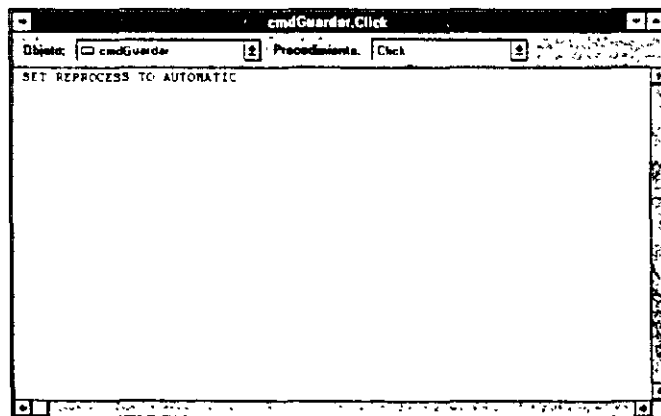 cmdGuardar.Click
Objeto: cmdGuardar Procedimiento: Click
SET REPROCESS TO AUTOMATIC